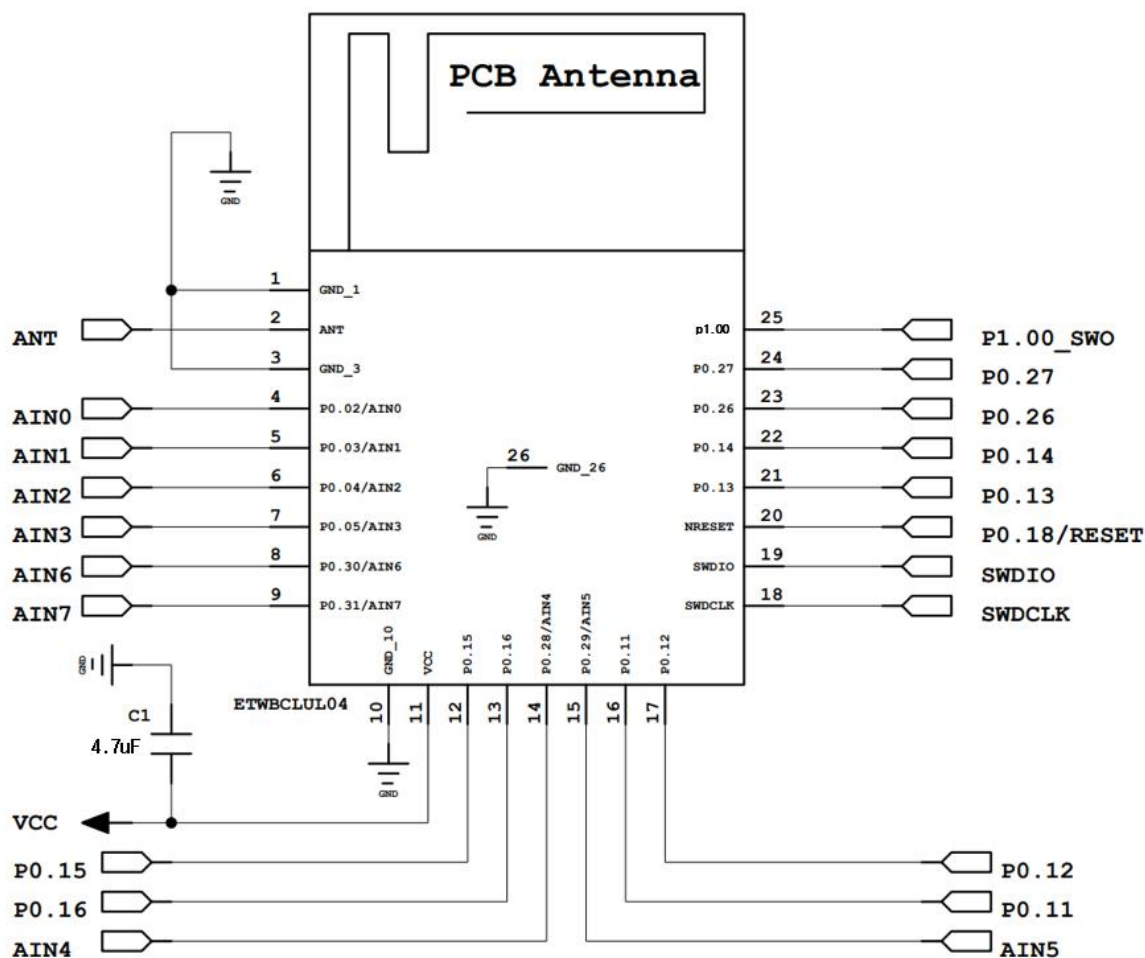 PCB Antenna
GND
1
GND_1
ANT
2
ANT
3
GND_3
AIN0
4
P0.02/AIN0
AIN1
5
P0.03/AIN1
AIN2
6
P0.04/AIN2
AIN3
7
P0.05/AIN3
AIN6
8
P0.30/AIN6
AIN7
9
P0.31/AIN7
p1.00
25
P1.00_SWO
P0.27
24
P0.27
P0.26
23
P0.26
P0.14
22
P0.14
P0.13
21
P0.13
NRESET
20
P0.18/RESET
SWDIO
19
SWDIO
SWDCLK
18
SWDCLK
26
GND_26
GND
GND_10
VCC
P0.15
P0.16
P0.28/AIN4
P0.29/AIN5
P0.11
P0.12
ETWBCLUL04
10
11
12
13
14
15
16
17
GND
C1
4.7uF
GND
VCC
P0.15
P0.12
P0.16
P0.11
AIN4
AIN5